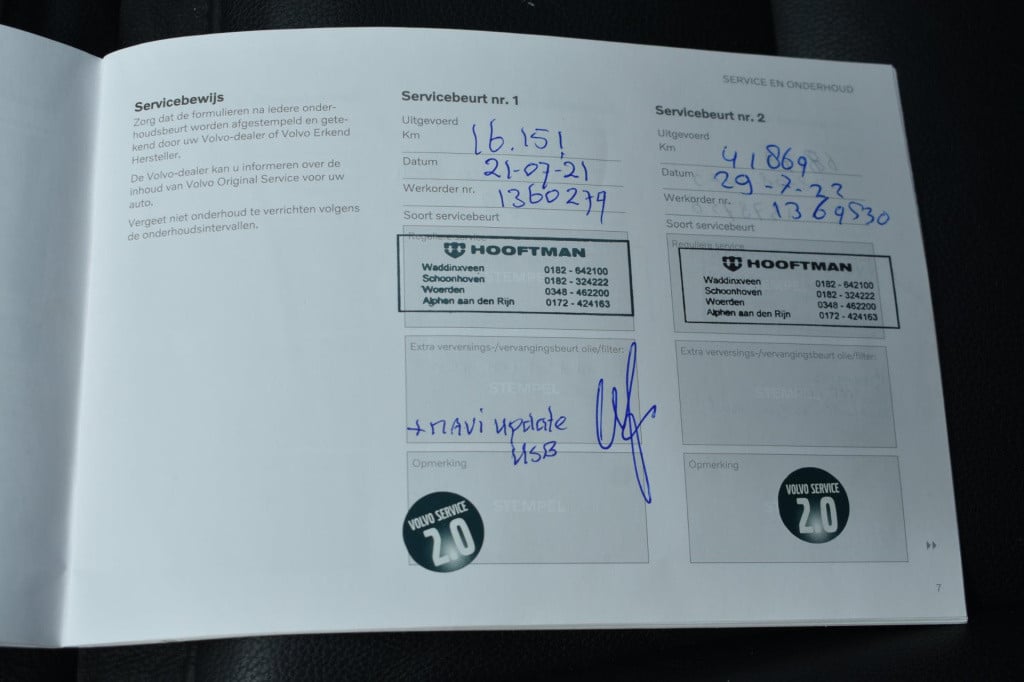 SERVICE EN ONDERHOUD
Servicebewijs
Zorg dat de formulieren na iedere onder-
houdsbeurt worden afgestempeld en gete-
kend door uw Volvo-dealer of Volvo Erkend
Hersteller.
De Volvo-dealer kan u informeren over de
inhoud van Volvo Original Service voor uw
auto.
Vergeet niet onderhoud te verrichten volgens
de onderhoudsintervallen.
Servicebeurt nr. 1
Uitgevoerd
Km 16.151
Datum 21-07-21
Werkorder nr. 1360279
Soort servicebeurt
Reguliere service
HOOFTMAN
Waddinxveen 0182 - 642100
Schoonhoven 0182 - 324222
Woerden 0348 - 462200
Alphen aan den Rijn 0172 - 424163
Extra verversings-/vervangingsbeurt olie/filter:
STEMPEL
+ navi update
USB
Opmerking
STEMPEL
VOLVO SERVICE
2.0
Servicebeurt nr. 2
Uitgevoerd
Km 41869
Datum 29-7-22
Werkorder nr. 1369530
Soort servicebeurt
Reguliere service
HOOFTMAN
Waddinxveen 0182 - 642100
Schoonhoven 0182 - 324222
Woerden 0348 - 462200
Alphen aan den Rijn 0172 - 424163
Extra verversings-/vervangingsbeurt olie/filter:
STEMPEL
Opmerking
VOLVO SERVICE
2.0
7